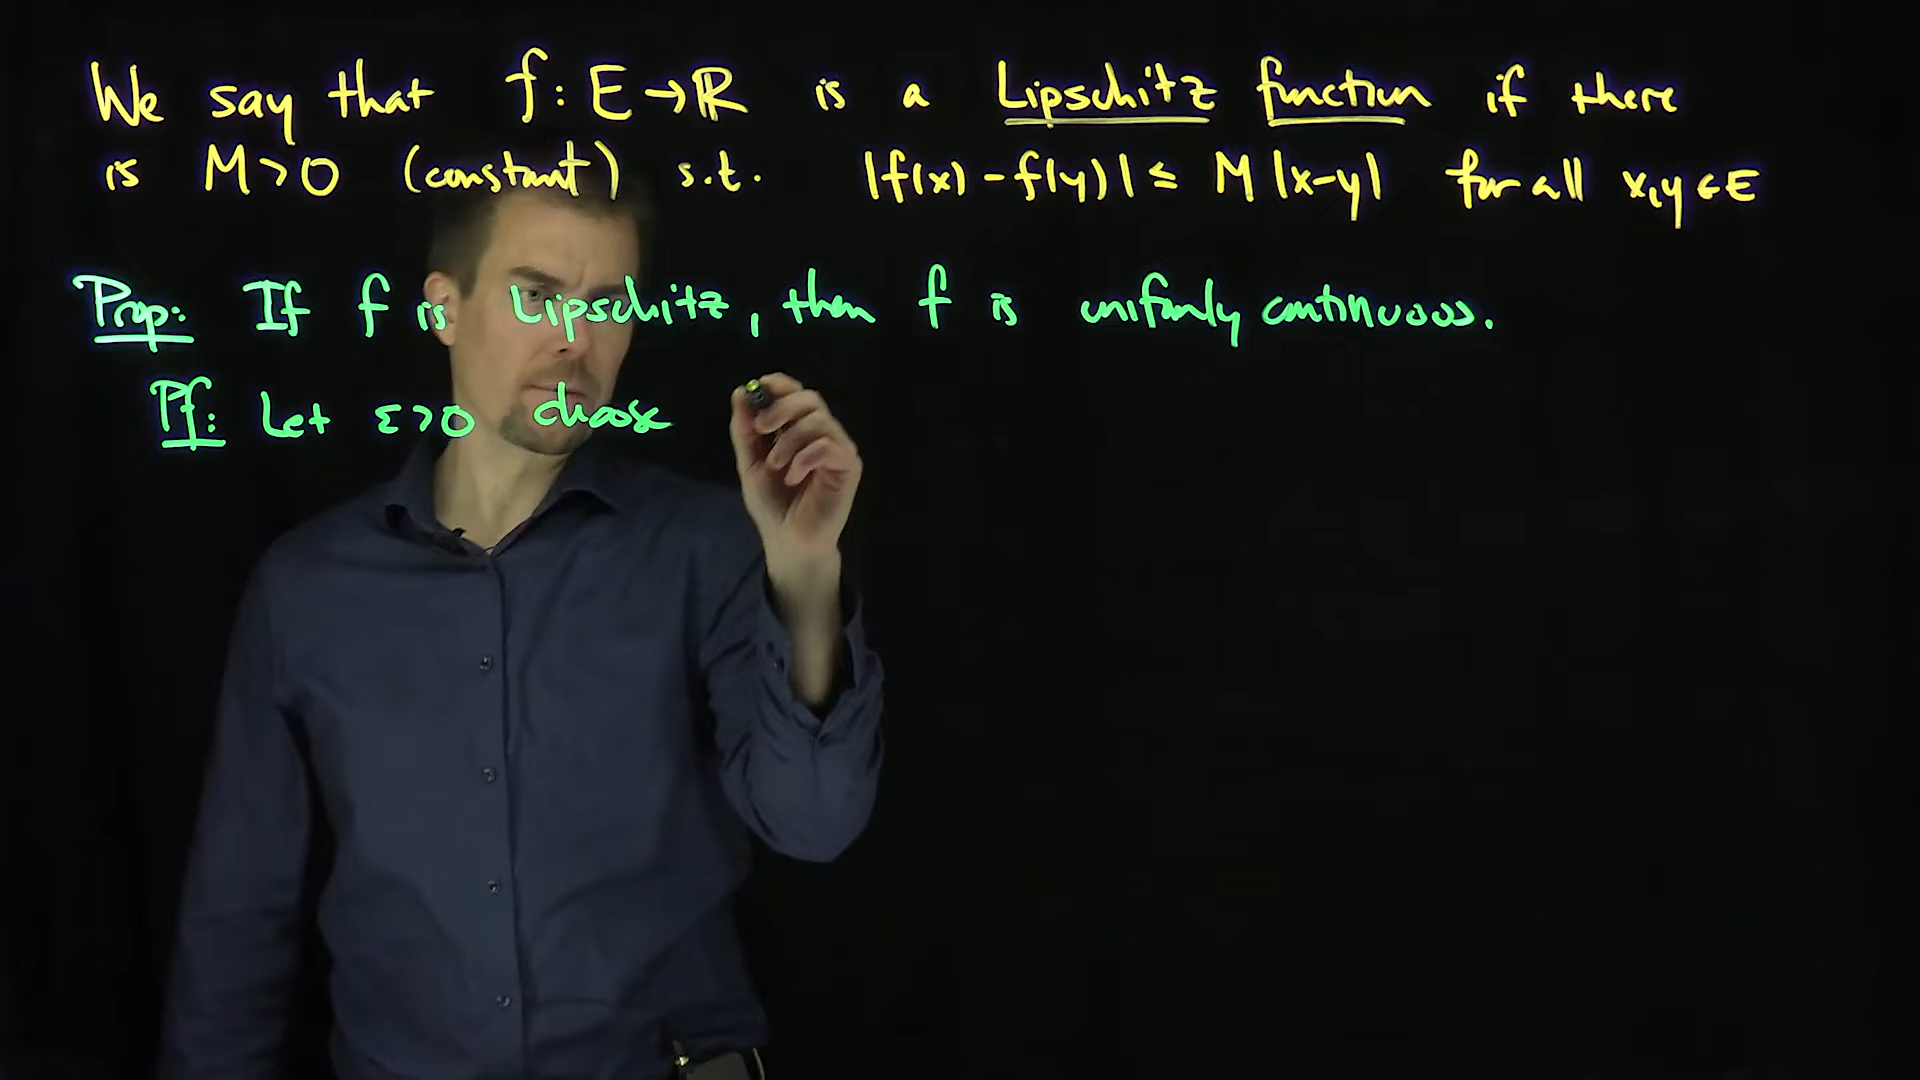 We say that f: E→ℝ is a Lipschitz function if there
is M>0 (constant) s.t. |f(x) - f(y)| ≤ M |x-y| for all x,y ∈ E
Prop: If f is Lipschitz, then f is uniformly continuous.
Pf: Let ε>0 choose